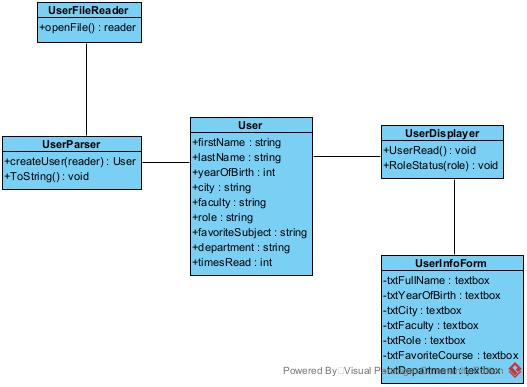 UserFileReader
+openFile() : reader
UserParser
+createUser(reader) : User
+ToString() : void
User
+firstName : string
+lastName : string
+yearOfBirth : int
+city : string
+faculty : string
+role : string
+favoriteSubject : string
+department : string
+timesRead : int
UserDisplayer
+UserRead() : void
+RoleStatus(role) : void
UserInfoForm
-txtFullName : textbox
-txtYearOfBirth : textbox
-txtCity : textbox
-txtFaculty : textbox
-txtRole : textbox
-txtFavoriteCourse : textbox
-txtDepartment : textbox
Powered By Visual Paradigm Community Edition